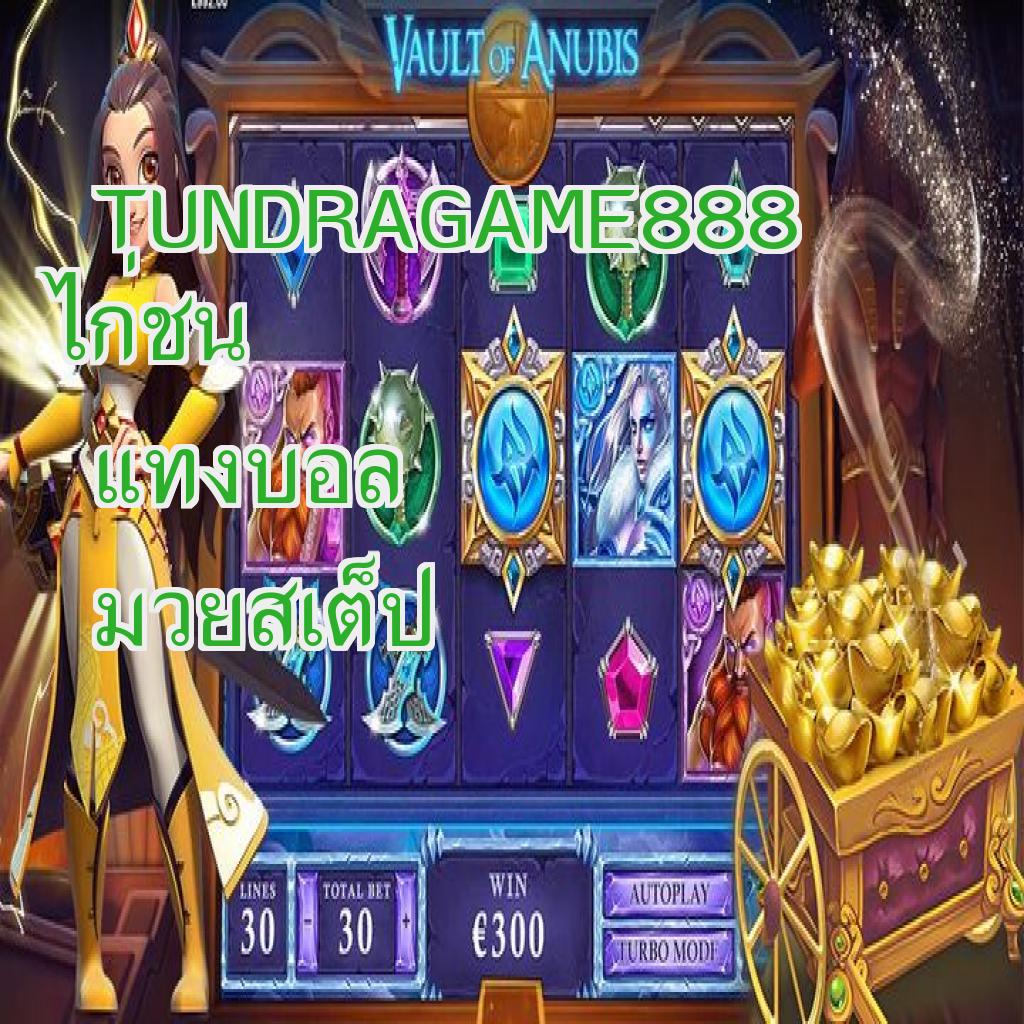 VAULT OF ANUBIS
TUNDRAGAME888
ไก่ชน
แทงบอล
มวยสเต็ป
LINES
30
TOTAL BET
- 30 +
WIN
€300
AUTOPLAY
TURBO MODE